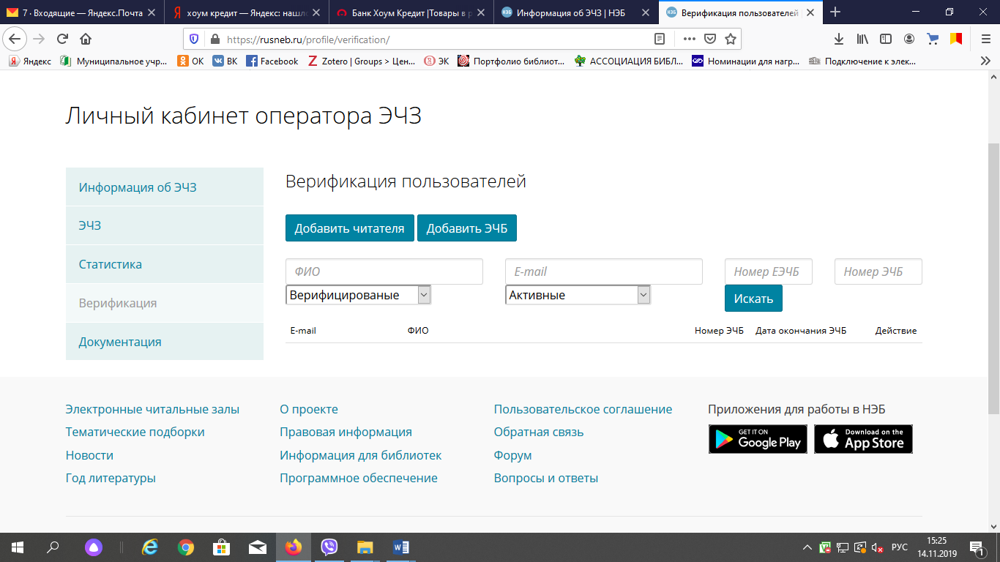 7 · Входящие — Яндекс.Почта
хоум кредит — Яндекс: нашл
Банк Хоум Кредит |Товары в р
Информация об ЭЧЗ | НЭБ
Верификация пользователей
https://rusneb.ru/profile/verification/
Яндекс
Муниципальное учр...
ОК
ВК
Facebook
Zotero | Groups > Цен...
ЭК
Портфолио библиот...
АССОЦИАЦИЯ БИБЛ...
Номинации для нагр...
Подключение к элек...
Личный кабинет оператора ЭЧЗ
Информация об ЭЧЗ
ЭЧЗ
Статистика
Верификация
Документация
Верификация пользователей
Добавить читателя
Добавить ЭЧБ
ФИО
E-mail
Номер ЕЭЧБ
Номер ЭЧБ
Верифицированые
Активные
Искать
E-mail ФИО Номер ЭЧБ Дата окончания ЭЧБ Действие
Электронные читальные залы
Тематические подборки
Новости
Год литературы
О проекте
Правовая информация
Информация для библиотек
Программное обеспечение
Пользовательское соглашение
Обратная связь
Форум
Вопросы и ответы
Приложения для работы в НЭБ
GET IT ON
Google Play
Download on the
App Store
РУС
15:25
14.11.2019
1